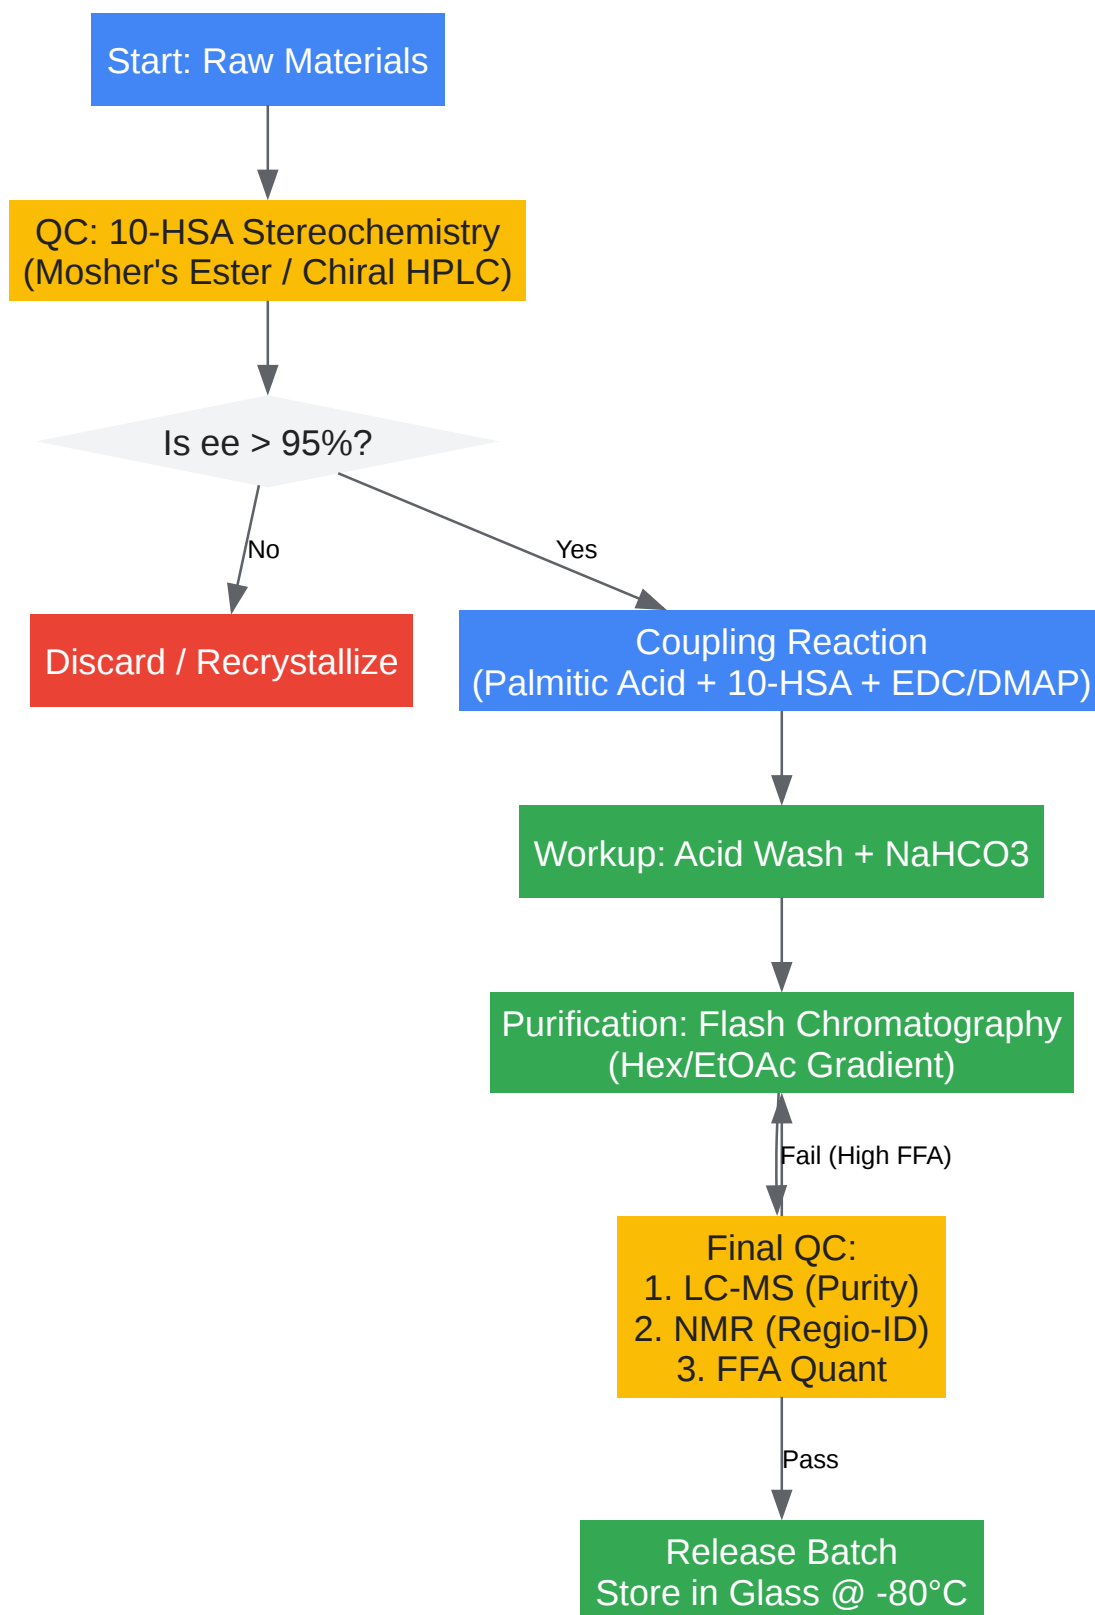 Start: Raw Materials
QC: 10-HSA Stereochemistry
(Mosher's Ester / Chiral HPLC)
Is ee > 95%?
No
Yes
Discard / Recrystallize
Coupling Reaction
(Palmitic Acid + 10-HSA + EDC/DMAP)
Workup: Acid Wash + NaHCO3
Purification: Flash Chromatography
(Hex/EtOAc Gradient)
Fail (High FFA)
Final QC:
1. LC-MS (Purity)
2. NMR (Regio-ID)
3. FFA Quant
Pass
Release Batch
Store in Glass @ -80°C